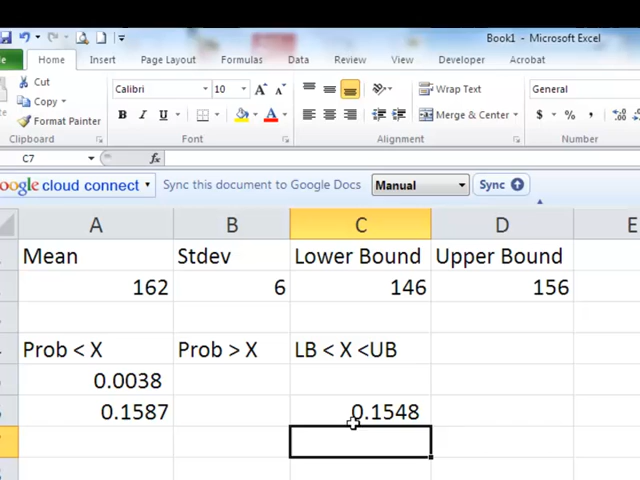 Book1 - Microsoft Excel
Home Insert Page Layout Formulas Data Review View Developer Acrobat
Cut
Copy
Format Painter
Clipboard
Calibri 10
B I U
Font
Wrap Text
Merge & Center
Alignment
General
$ % ,
Number
C7 fx
oogle cloud connect Sync this document to Google Docs Manual Sync
A B C D E
Mean Stdev Lower Bound Upper Bound
162 6 146 156
Prob < X Prob > X LB < X <UB
0.0038
0.1587 0.1548